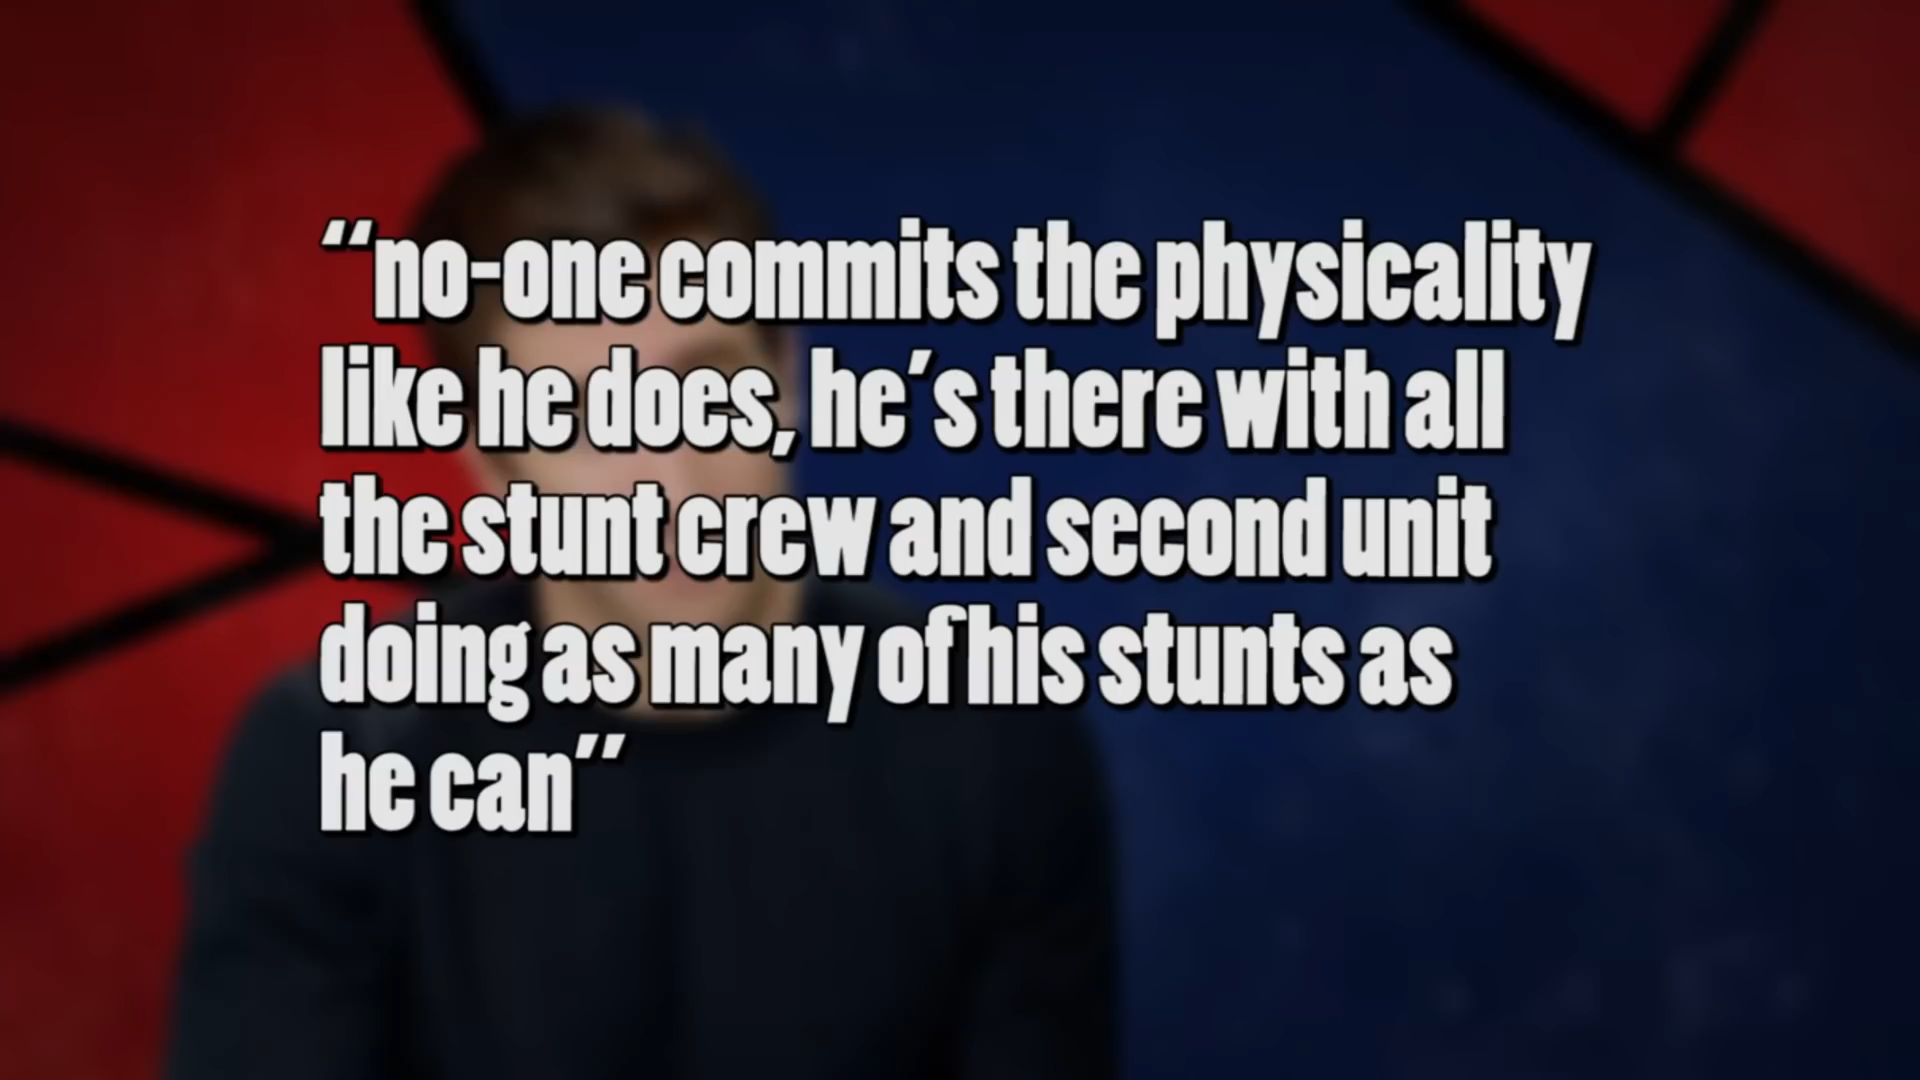 “no-one commits the physicality
like he does, he’s there with all
the stunt crew and second unit
doing as many of his stunts as
he can”